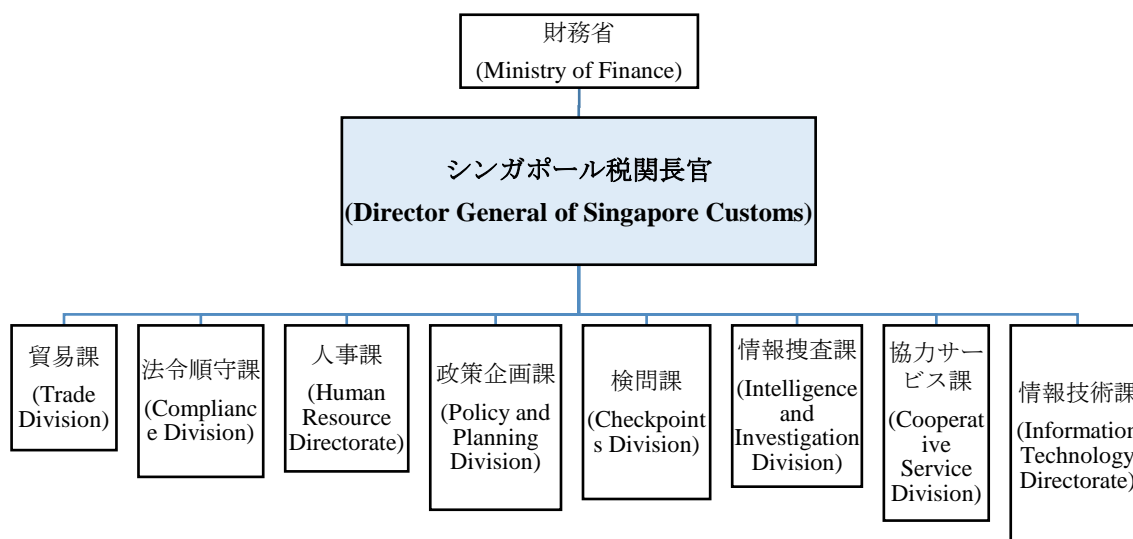 財務省
(Ministry of Finance)
シンガポール税関長官
(Director General of Singapore Customs)
貿易課
(Trade
Division)
法令順守課
(Complianc
e Division)
人事課
(Human
Resource
Directorate)
政策企画課
(Policy and
Planning
Division)
検問課
(Checkpoint
s Division)
情報捜査課
(Intelligence
and
Investigation
Division)
協力サー
ビス課
(Cooperat
ive
Service
Division)
情報技術課
(Information
Technology
Directorate)